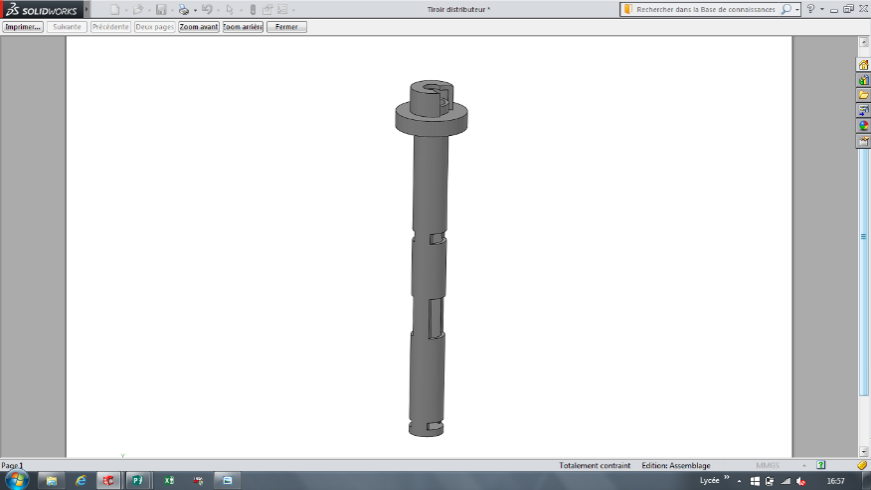 SOLIDWORKS
Tiroir distributeur *
Rechercher dans la Base de connaissances
Imprimer... Suivante Précédente Deux pages Zoom avant Zoom arrière Fermer
Page 1
Totalement contraint Edition: Assemblage MMGS
Lycée 16:57